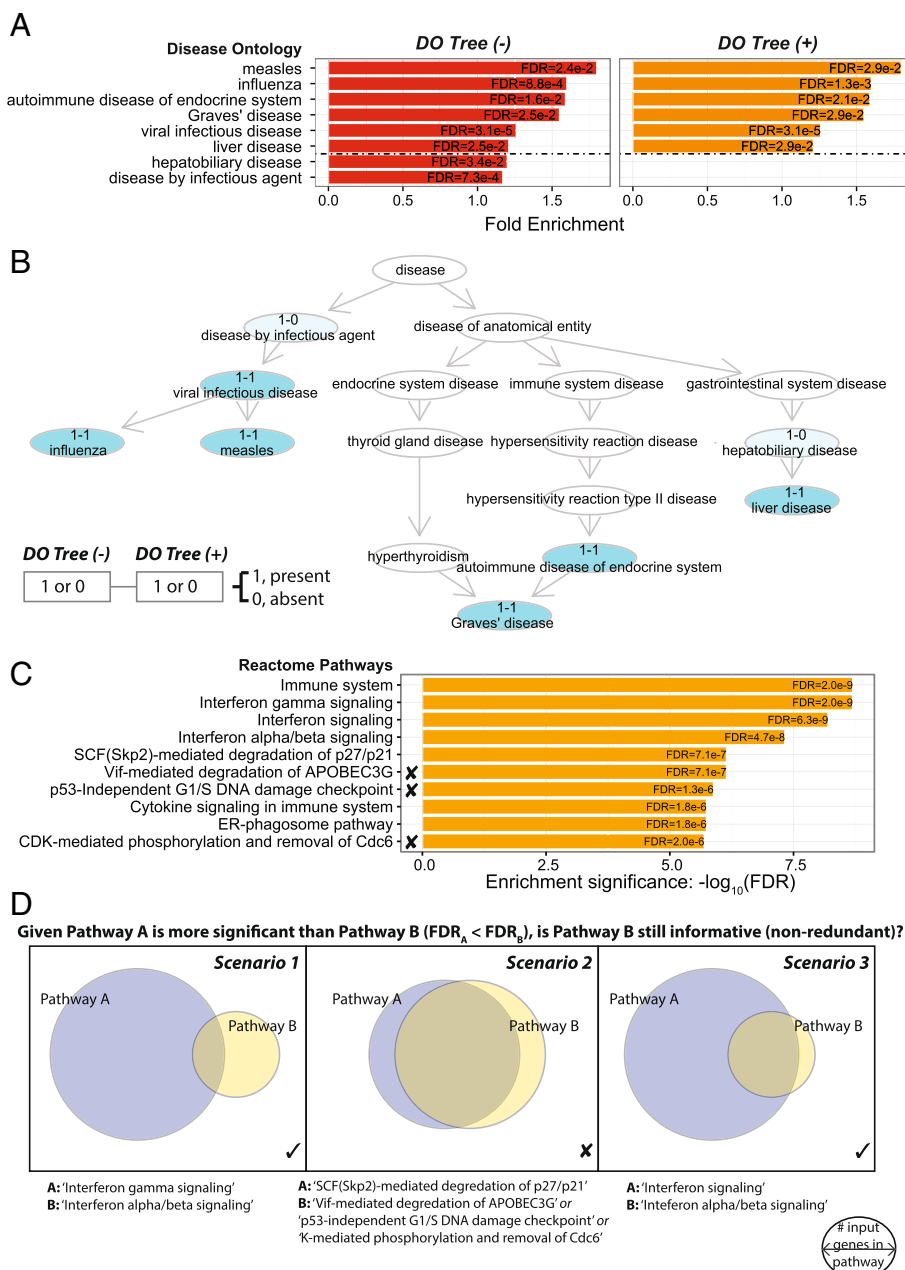 A
Disease Ontology
DO Tree (-)
DO Tree (+)
measles
influenza
autoimmune disease of endocrine system
Graves' disease
viral infectious disease
liver disease
hepatobiliary disease
disease by infectious agent
FDR=2.4e-2
FDR=8.8e-4
FDR=1.6e-2
FDR=2.5e-2
FDR=3.1e-5
FDR=2.5e-2
FDR=3.4e-2
FDR=7.3e-4
FDR=2.9e-2
FDR=1.3e-3
FDR=2.1e-2
FDR=2.9e-2
FDR=3.1e-5
FDR=2.9e-2
0.0 0.5 1.0 1.5
0.0 0.5 1.0 1.5
Fold Enrichment
B
disease
1-0
disease by infectious agent
disease of anatomical entity
1-1
viral infectious disease
endocrine system disease
immune system disease
gastrointestinal system disease
1-1
influenza
1-1
measles
thyroid gland disease
hypersensitivity reaction disease
1-0
hepatobiliary disease
hypersensitivity reaction type II disease
1-1
liver disease
hyperthyroidism
1-1
autoimmune disease of endocrine system
1-1
Graves' disease
DO Tree (-)
DO Tree (+)
1 or 0
1 or 0
1, present
0, absent
C
Reactome Pathways
Immune system
Interferon gamma signaling
Interferon signaling
Interferon alpha/beta signaling
SCF(Skp2)-mediated degradation of p27/p21
Vif-mediated degradation of APOBEC3G ✘
p53-Independent G1/S DNA damage checkpoint ✘
Cytokine signaling in immune system
ER-phagosome pathway
CDK-mediated phosphorylation and removal of Cdc6 ✘
FDR=2.0e-9
FDR=2.0e-9
FDR=6.3e-9
FDR=4.7e-8
FDR=7.1e-7
FDR=7.1e-7
FDR=1.3e-6
FDR=1.8e-6
FDR=1.8e-6
FDR=2.0e-6
0.0 2.5 5.0 7.5
Enrichment significance: -log10(FDR)
D
Given Pathway A is more significant than Pathway B (FDRA < FDRB), is Pathway B still informative (non-redundant)?
Scenario 1
Pathway A
Pathway B
✓
Scenario 2
Pathway A
Pathway B
✘
Scenario 3
Pathway A
Pathway B
✓
A: 'Interferon gamma signaling'
B: 'Interferon alpha/beta signaling'
A: 'SCF(Skp2)-mediated degredation of p27/p21'
B: 'Vif-mediated degredation of APOBEC3G' or
'p53-independent G1/S DNA damage checkpoint' or
'K-mediated phosphorylation and removal of Cdc6'
A: 'Interferon signaling'
B: 'Inteferon alpha/beta signaling'
# input
genes in
pathway